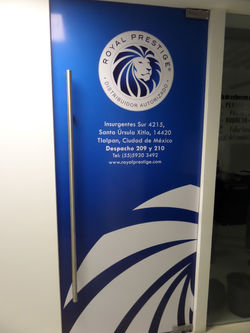 ROYAL PRESTIGE®
DISTRIBUIDOR AUTORIZADO
Insurgentes Sur 4215,
Santa Úrsula Xitla, 14420
Tlalpan, Ciudad de México
Despacho 209 y 210
Tel: (55)5920 3492
www.royalprestige.com